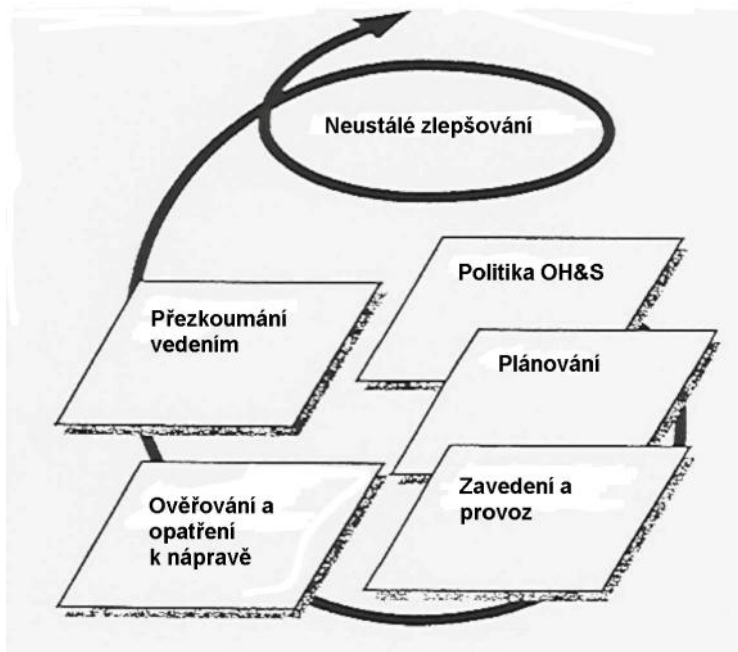 Neustálé zlepšování
Politika OH&S
Přezkoumání
vedením
Plánování
Zavedení a
provoz
Ověřování a
opatření
k nápravě